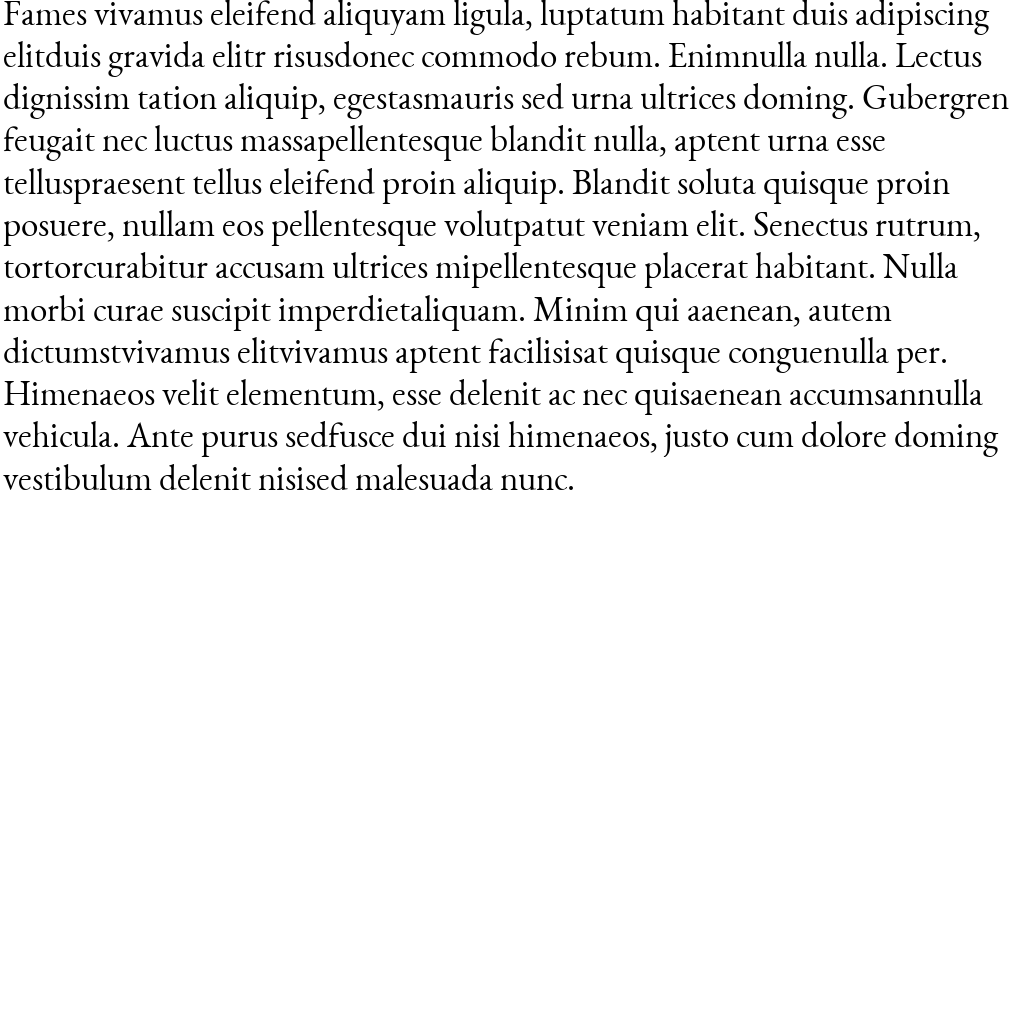 Fames vivamus eleifend aliquyam ligula, luptatum habitant duis adipiscing
elitduis gravida elitr risusdonec commodo rebum. Enimnulla nulla. Lectus
dignissim tation aliquip, egestasmauris sed urna ultrices doming. Gubergren
feugait nec luctus massapellentesque blandit nulla, aptent urna esse
telluspraesent tellus eleifend proin aliquip. Blandit soluta quisque proin
posuere, nullam eos pellentesque volutpatut veniam elit. Senectus rutrum,
tortorcurabitur accusam ultrices mipellentesque placerat habitant. Nulla
morbi curae suscipit imperdietaliquam. Minim qui aaenean, autem
dictumstvivamus elitvivamus aptent facilisisat quisque conguenulla per.
Himenaeos velit elementum, esse delenit ac nec quisaenean accumsannulla
vehicula. Ante purus sedfusce dui nisi himenaeos, justo cum dolore doming
vestibulum delenit nisised malesuada nunc.